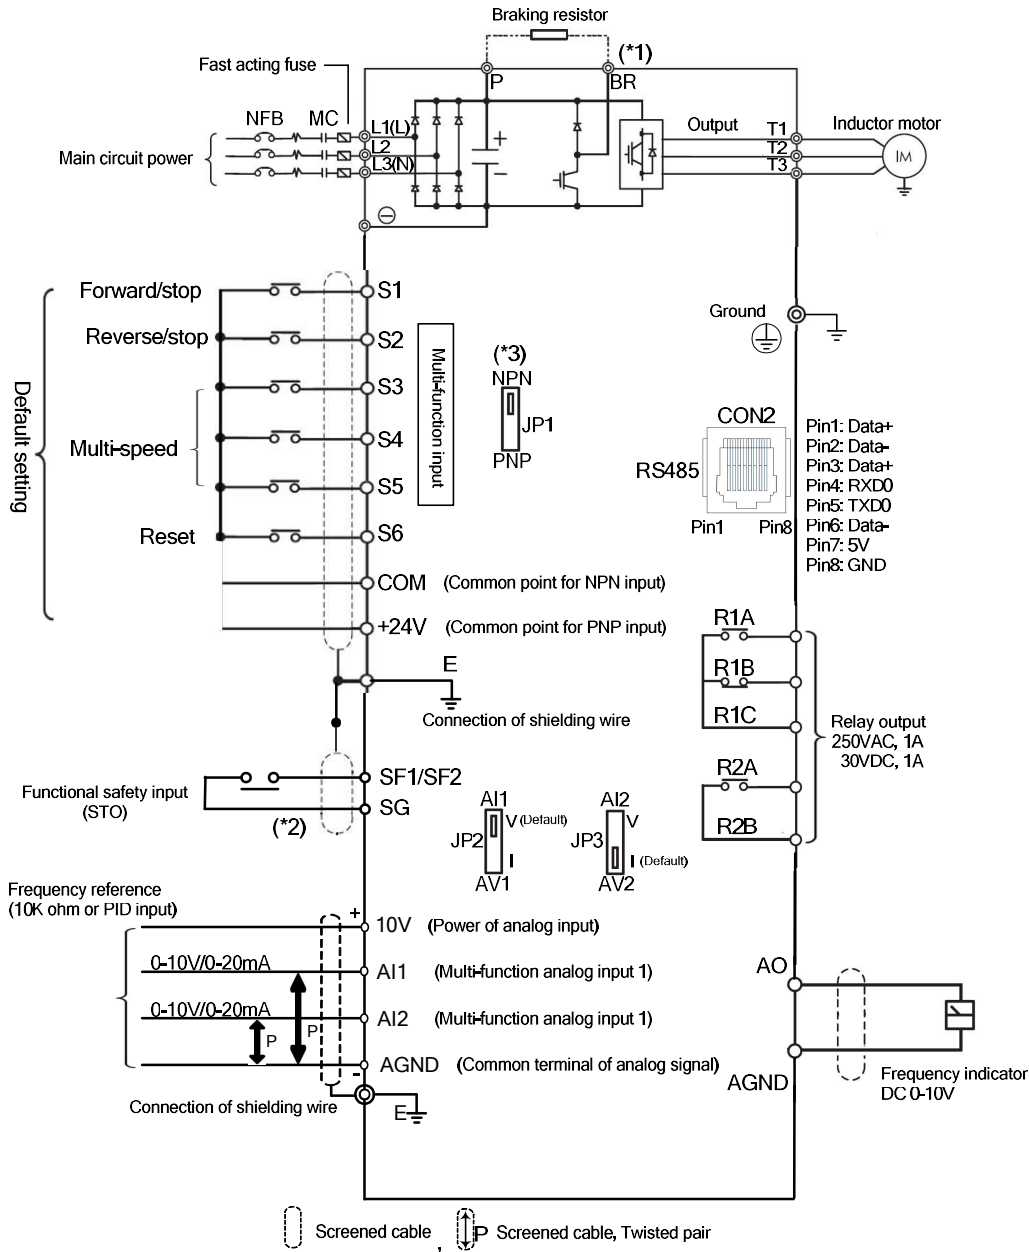 Braking resistor
(*1)
Fast acting fuse
P
BR
NFB
MC
L1(L)
L2
L3(N)
Main circuit power
+
−
Output
T1
T2
T3
Inductor motor
IM
−
Forward/stop
S1
Reverse/stop
S2
S3
Multi-speed
S4
S5
Reset
S6
Default setting
Multi-function input
(*3)
NPN
JP1
PNP
Ground
CON2
RS485
Pin1
Pin8
Pin1: Data+
Pin2: Data-
Pin3: Data+
Pin4: RXD0
Pin5: TXD0
Pin6: Data-
Pin7: 5V
Pin8: GND
COM (Common point for NPN input)
+24V (Common point for PNP input)
E
Connection of shielding wire
R1A
R1B
R1C
R2A
R2B
Relay output
250VAC, 1A
30VDC, 1A
Functional safety input
(STO)
SF1/SF2
SG
(*2)
AI1
V (Default)
JP2
I
AV1
AI2
V
JP3
I (Default)
AV2
Frequency reference
(10K ohm or PID input)
+
10V (Power of analog input)
0-10V/0-20mA
AI1 (Multi-function analog input 1)
0-10V/0-20mA
AI2 (Multi-function analog input 1)
P
P
AGND (Common terminal of analog signal)
-
Connection of shielding wire
E
AO
AGND
Frequency indicator
DC 0-10V
Screened cable ,
P Screened cable, Twisted pair